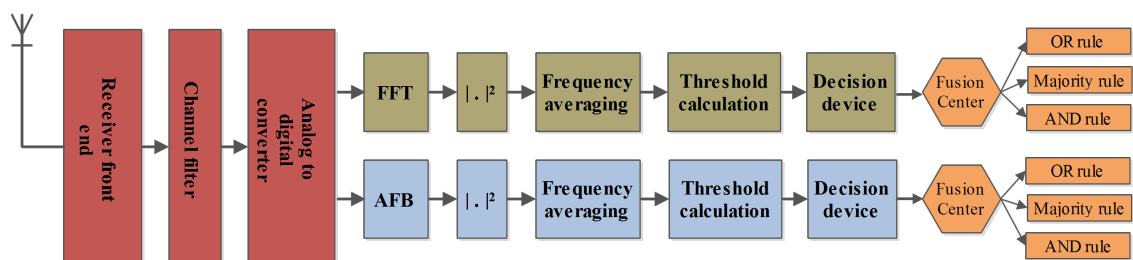 Receiver front
end
Channel filter
Analog to
digital
converter
FFT
| . |²
Frequency
averaging
Threshold
calculation
Decision
device
Fusion
Center
OR rule
Majority rule
AND rule
AFB
| . |²
Frequency
averaging
Threshold
calculation
Decision
device
Fusion
Center
OR rule
Majority rule
AND rule